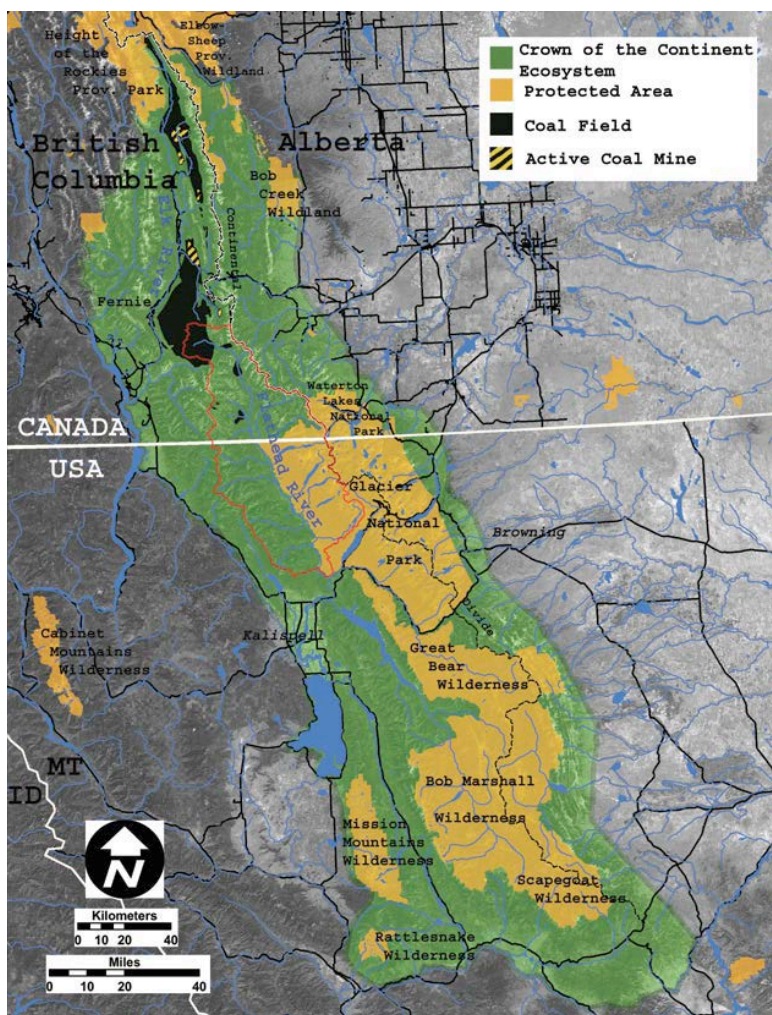 Height
of the
Rockies
Prov. Park
Elbow-
Sheep
Prov.
Wildland
Crown of the Continent
Ecosystem
Protected Area
Coal Field
Active Coal Mine
British
Columbia
Alberta
Bob
Creek
Wildland
Elk River
Continental
Fernie
Waterton
Lakes
National
Park
CANADA
USA
Flathead River
Glacier
National
Park
Browning
Divide
Kalispell
Cabinet
Mountains
Wilderness
Great
Bear
Wilderness
MT
ID
Bob Marshall
Wilderness
Mission
Mountains
Wilderness
Scapegoat
Wilderness
Rattlesnake
Wilderness
N
Kilometers
0 10 20 40
Miles
0 10 20 40